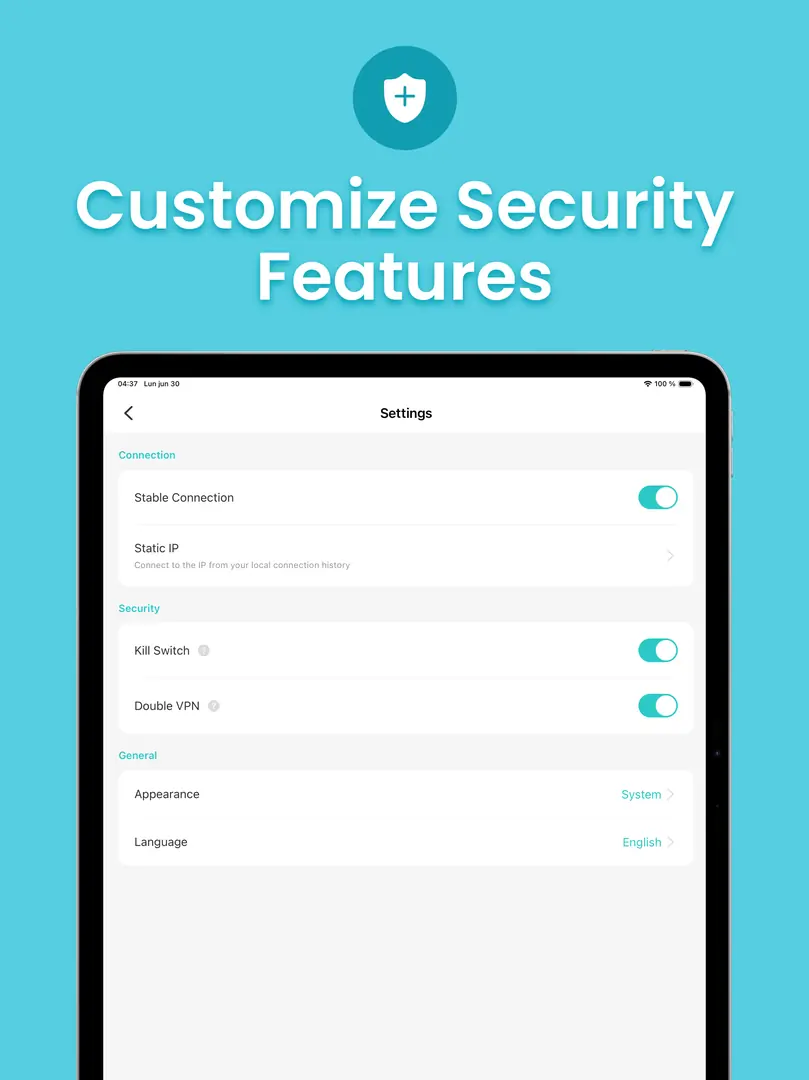 Customize Security
Features
04:37 Lun jun 30
100 %
Settings
Connection
Stable Connection
Static IP
Connect to the IP from your local connection history
Security
Kill Switch ?
Double VPN ?
General
Appearance
System
Language
English